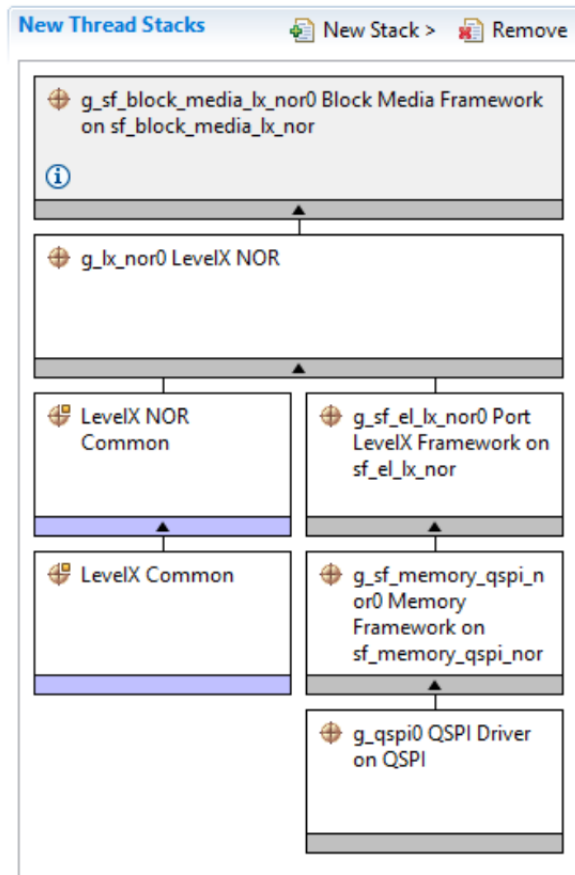 New Thread Stacks
New Stack >
Remove
g_sf_block_media_lx_nor0 Block Media Framework
on sf_block_media_lx_nor
g_lx_nor0 LevelX NOR
LevelX NOR
Common
g_sf_el_lx_nor0 Port
LevelX Framework on
sf_el_lx_nor
LevelX Common
g_sf_memory_qspi_n
or0 Memory
Framework on
sf_memory_qspi_nor
g_qspi0 QSPI Driver
on QSPI